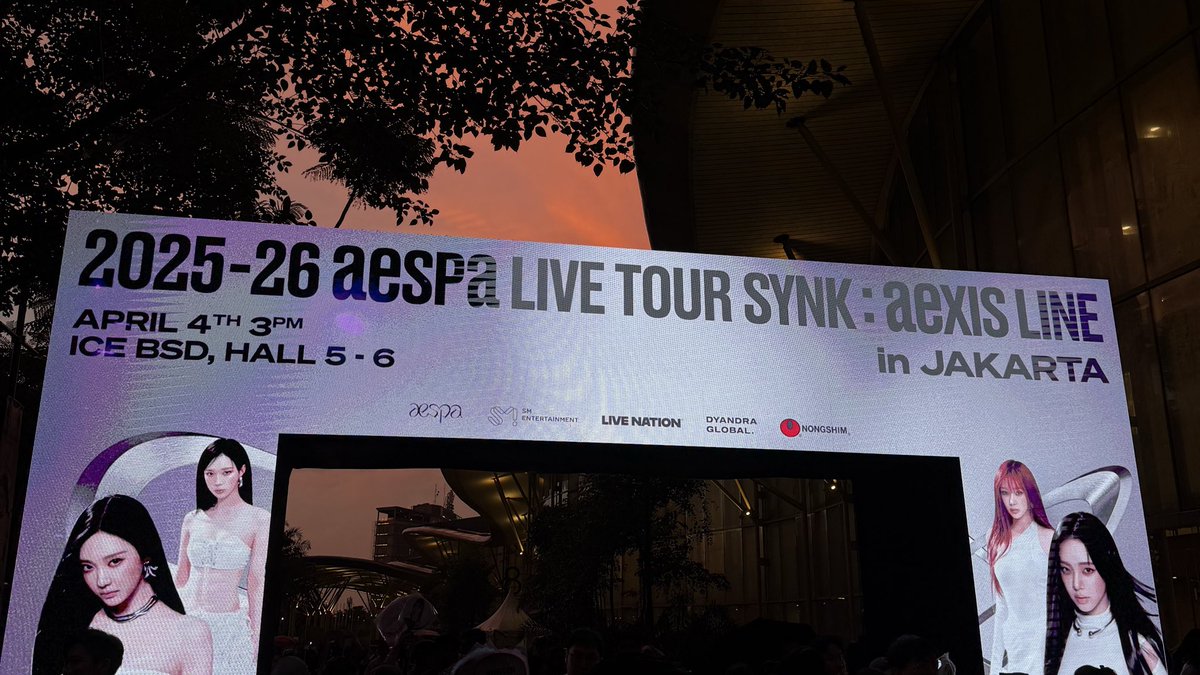 2025-26 aespa LIVE TOUR SYNK : aeXIS LINE
in JAKARTA
APRIL 4TH 3PM
ICE BSD, HALL 5 - 6
aespa
SM ENTERTAINMENT
LIVE NATION
DYANDRA GLOBAL.
NONGSHIM